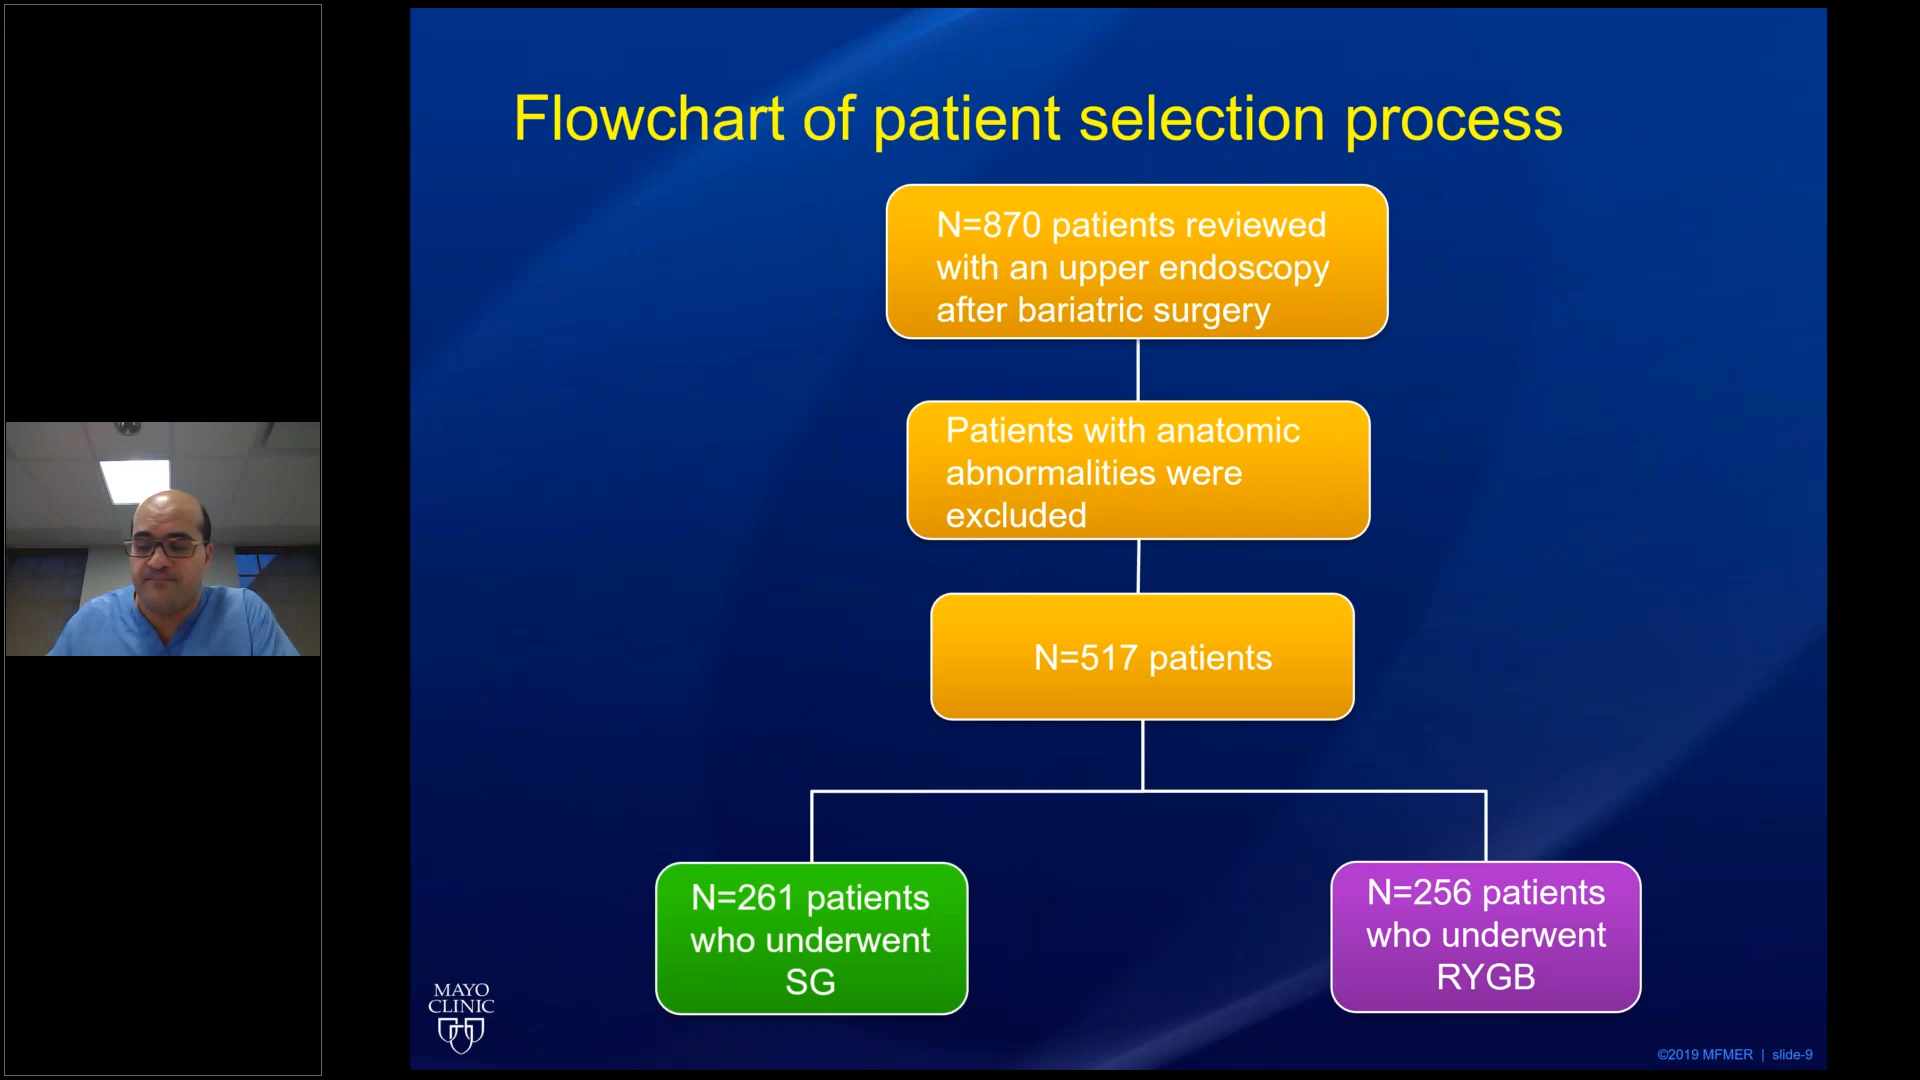 Flowchart of patient selection process
N=870 patients reviewed
with an upper endoscopy
after bariatric surgery
Patients with anatomic
abnormalities were
excluded
N=517 patients
N=261 patients
who underwent
SG
N=256 patients
who underwent
RYGB
MAYO
CLINIC
©2019 MFMER | slide-9